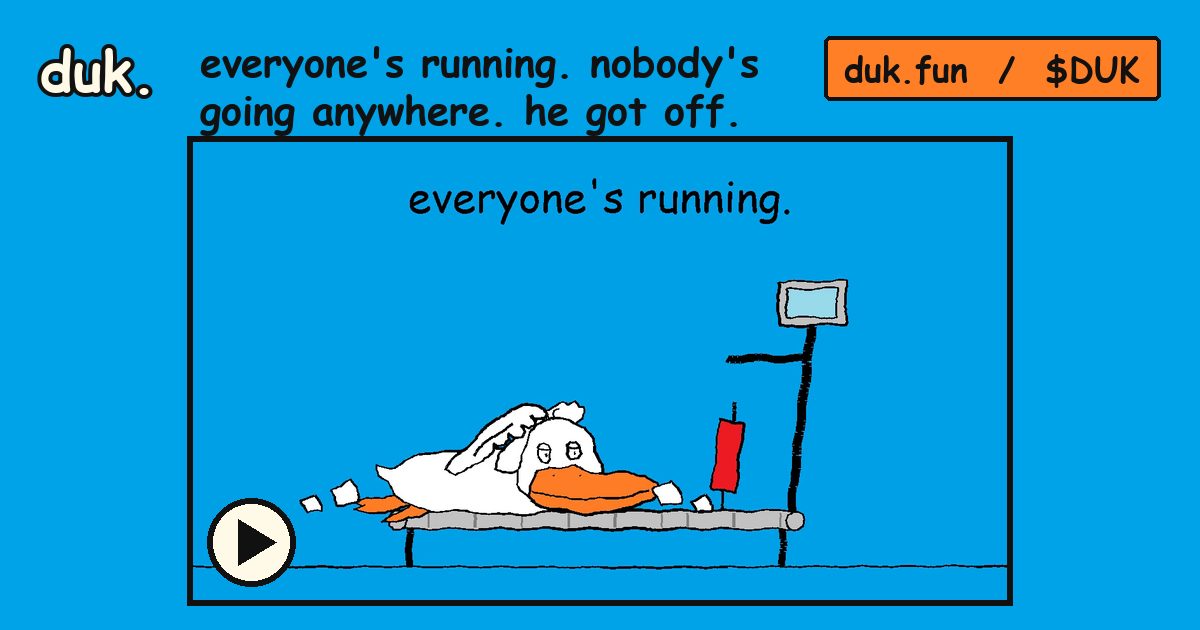 duk.
everyone's running. nobody's
going anywhere. he got off.
duk.fun / $DUK
everyone's running.